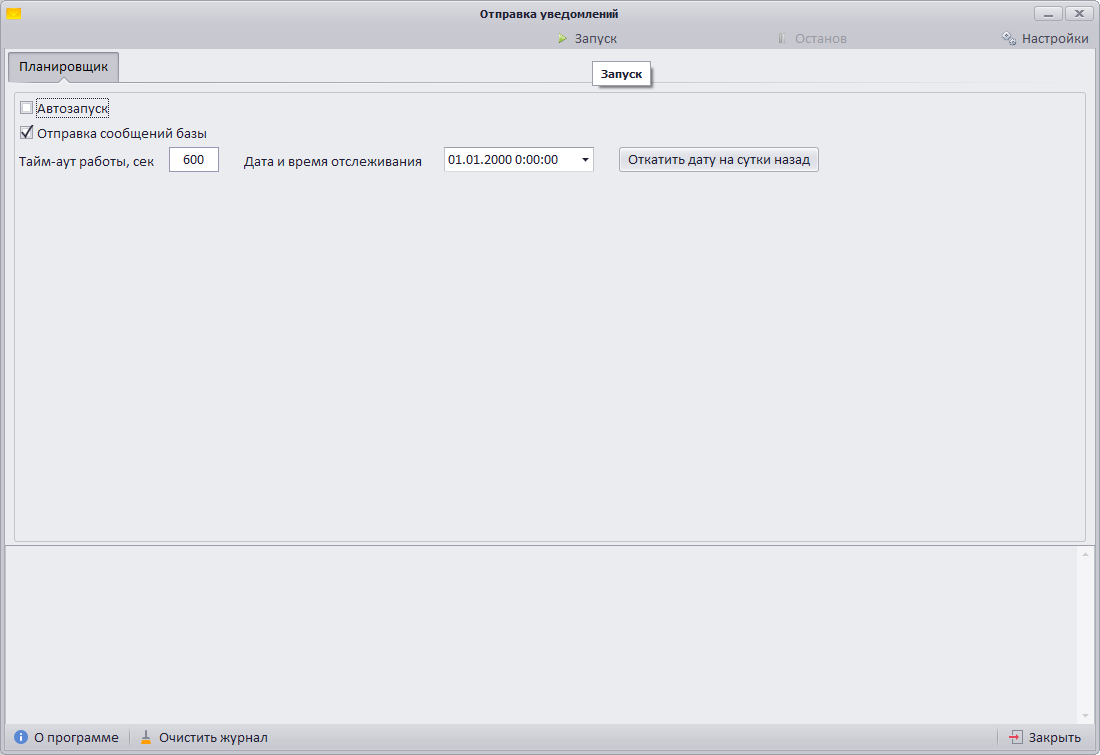 Отправка уведомлений
Запуск Останов Настройки
Планировщик
Запуск
Автозапуск
Отправка сообщений базы
Тайм-аут работы, сек 600 Дата и время отслеживания 01.01.2000 0:00:00 Откатить дату на сутки назад
О программе Очистить журнал Закрыть